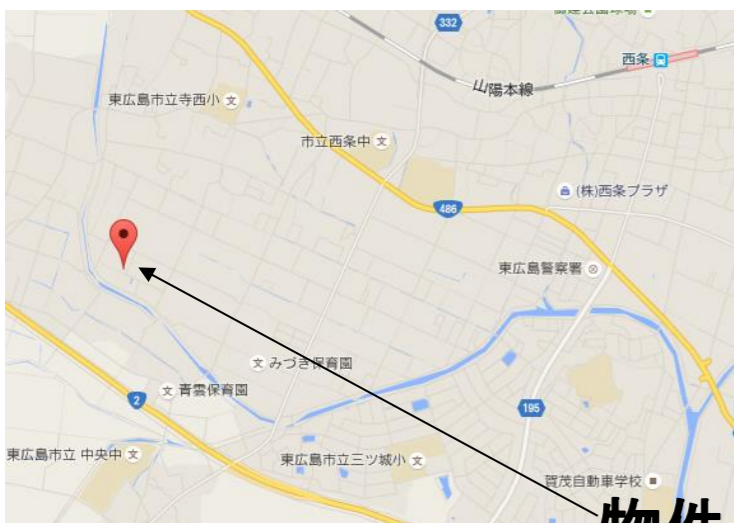 332
西条
山陽本線
東広島市立寺西小
市立西条中
(株)西条プラザ
486
東広島警察署
みづき保育園
2
青雲保育園
195
東広島市立 中央中
東広島市立三ツ城小
賀茂自動車学校
物件